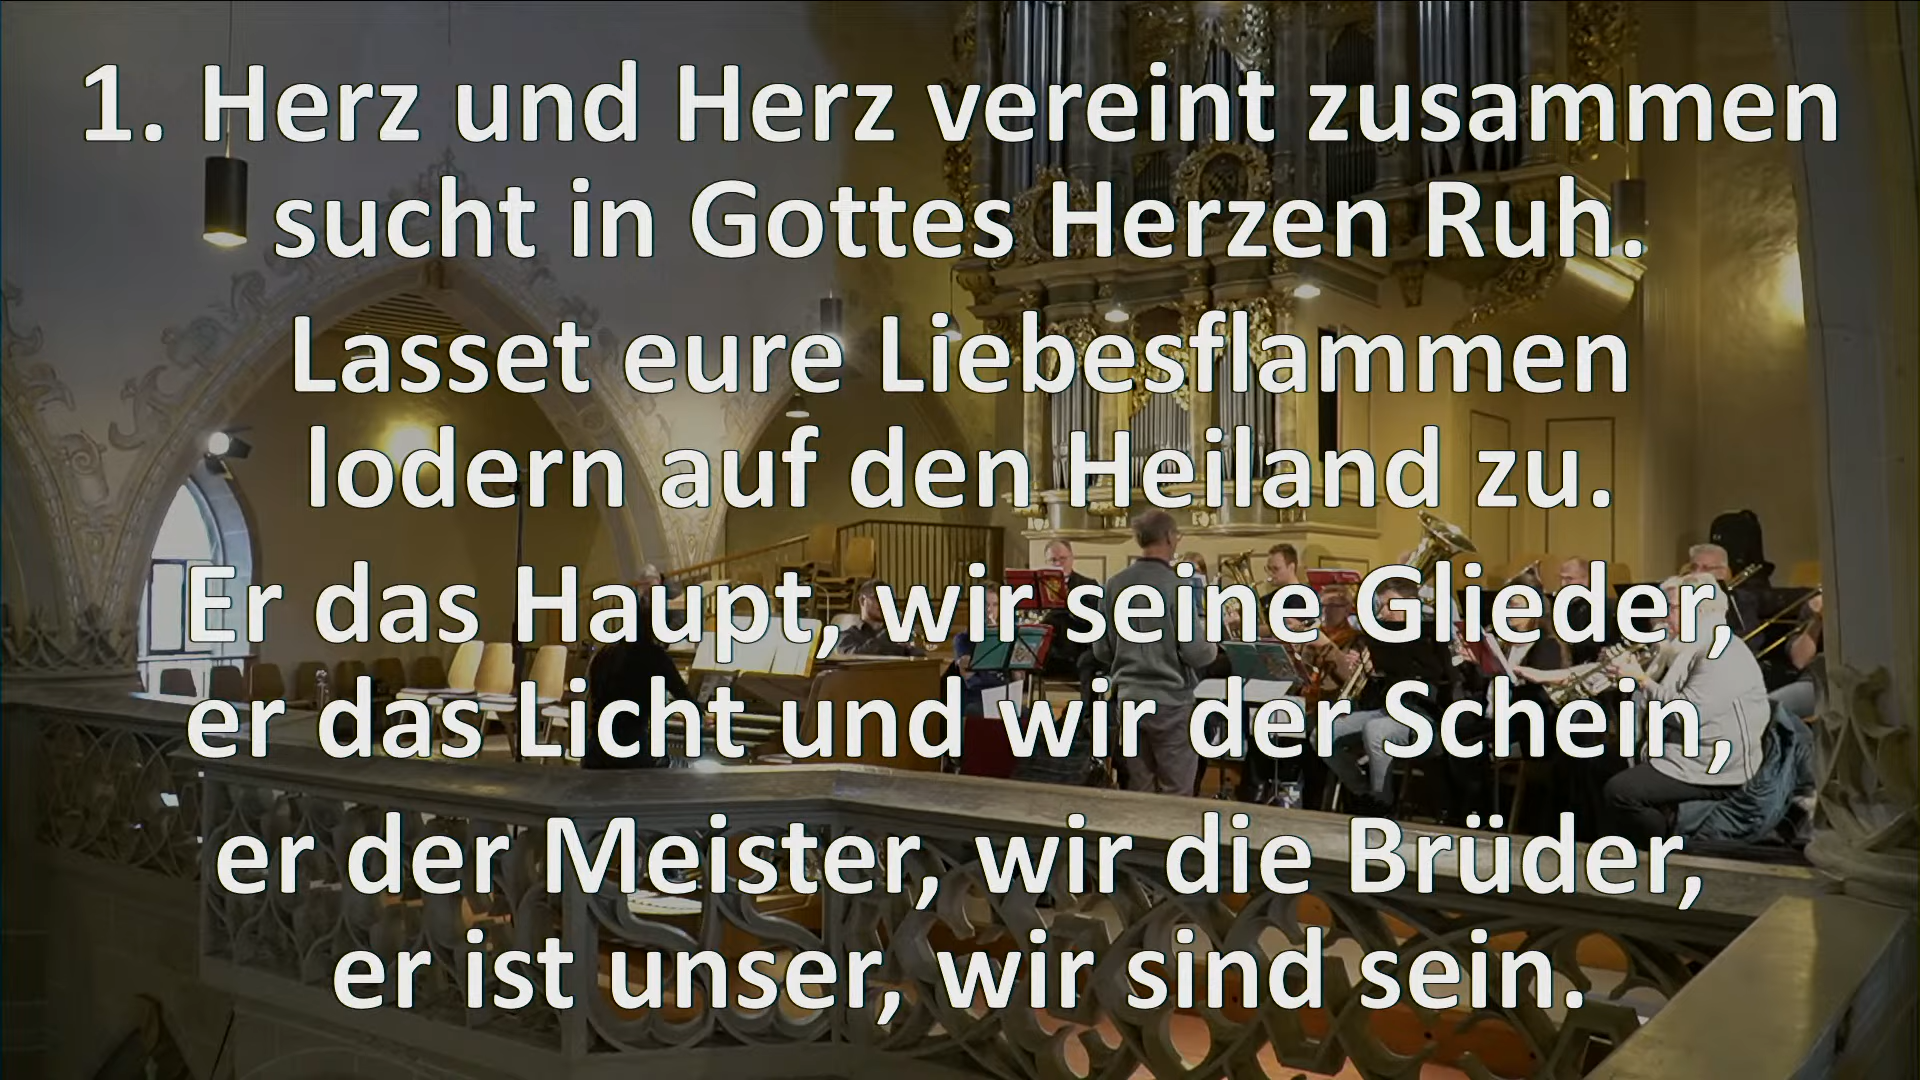 1. Herz und Herz vereint zusammen
sucht in Gottes Herzen Ruh.
Lasset eure Liebesflammen
lodern auf den Heiland zu.
Er das Haupt, wir seine Glieder,
er das Licht und wir der Schein,
er der Meister, wir die Brüder,
er ist unser, wir sind sein.